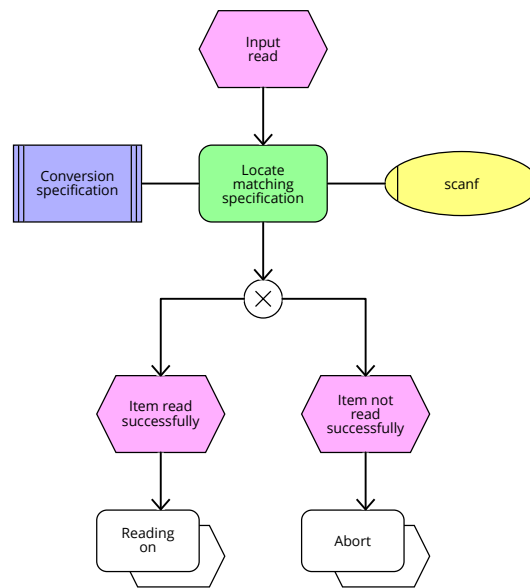 Input
read
Conversion
specification
Locate
matching
specification
scanf
Item read
successfully
Item not
read
successfully
Reading
on
Abort